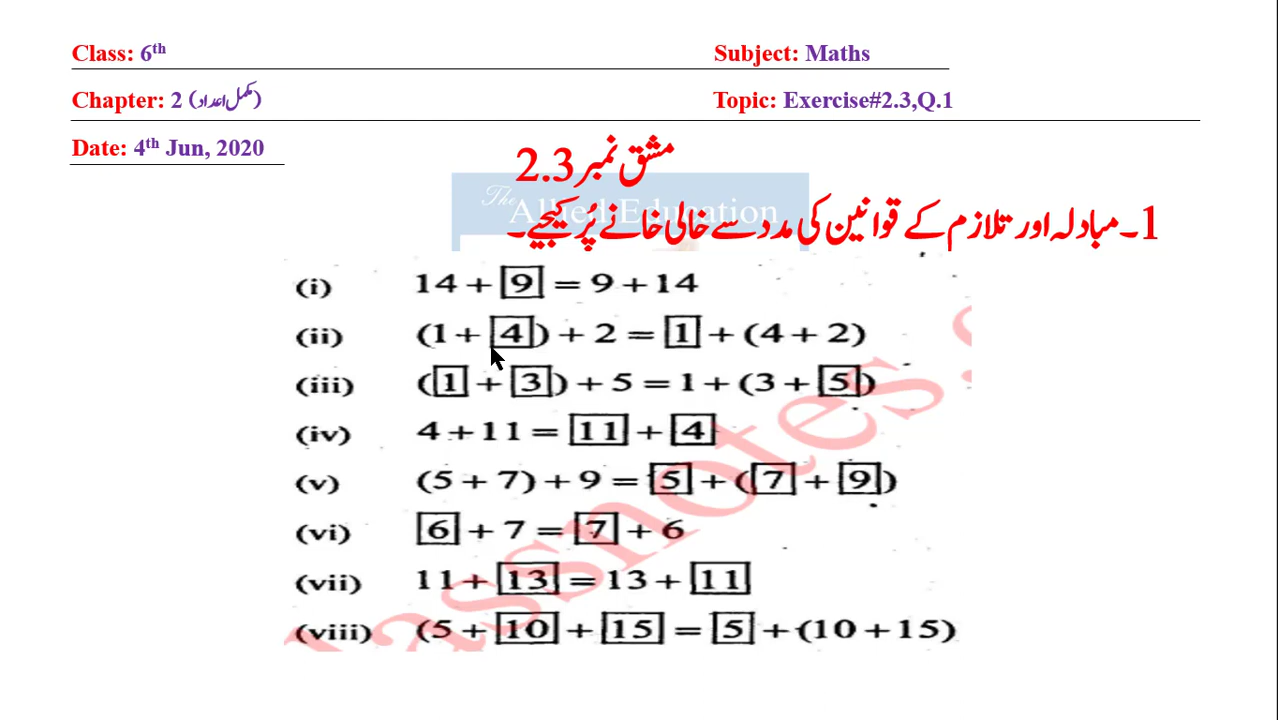 Class: 6th Subject: Maths
Chapter: 2 (مکمل اعداد) Topic: Exercise#2.3,Q.1
Date: 4th Jun, 2020
مشق نمبر 2.3
The
Allied Education
1۔ مبادلہ اور تلازم کے قوانین کی مدد سے خالی خانے پُر کیجیے۔
(i) 14 + 9 = 9 + 14
(ii) (1 + 4) + 2 = 1 + (4 + 2)
(iii) (1 + 3) + 5 = 1 + (3 + 5)
(iv) 4 + 11 = 11 + 4
(v) (5 + 7) + 9 = 5 + (7 + 9)
(vi) 6 + 7 = 7 + 6
(vii) 11 + 13 = 13 + 11
(viii) (5 + 10 + 15 = 5 + (10 + 15)